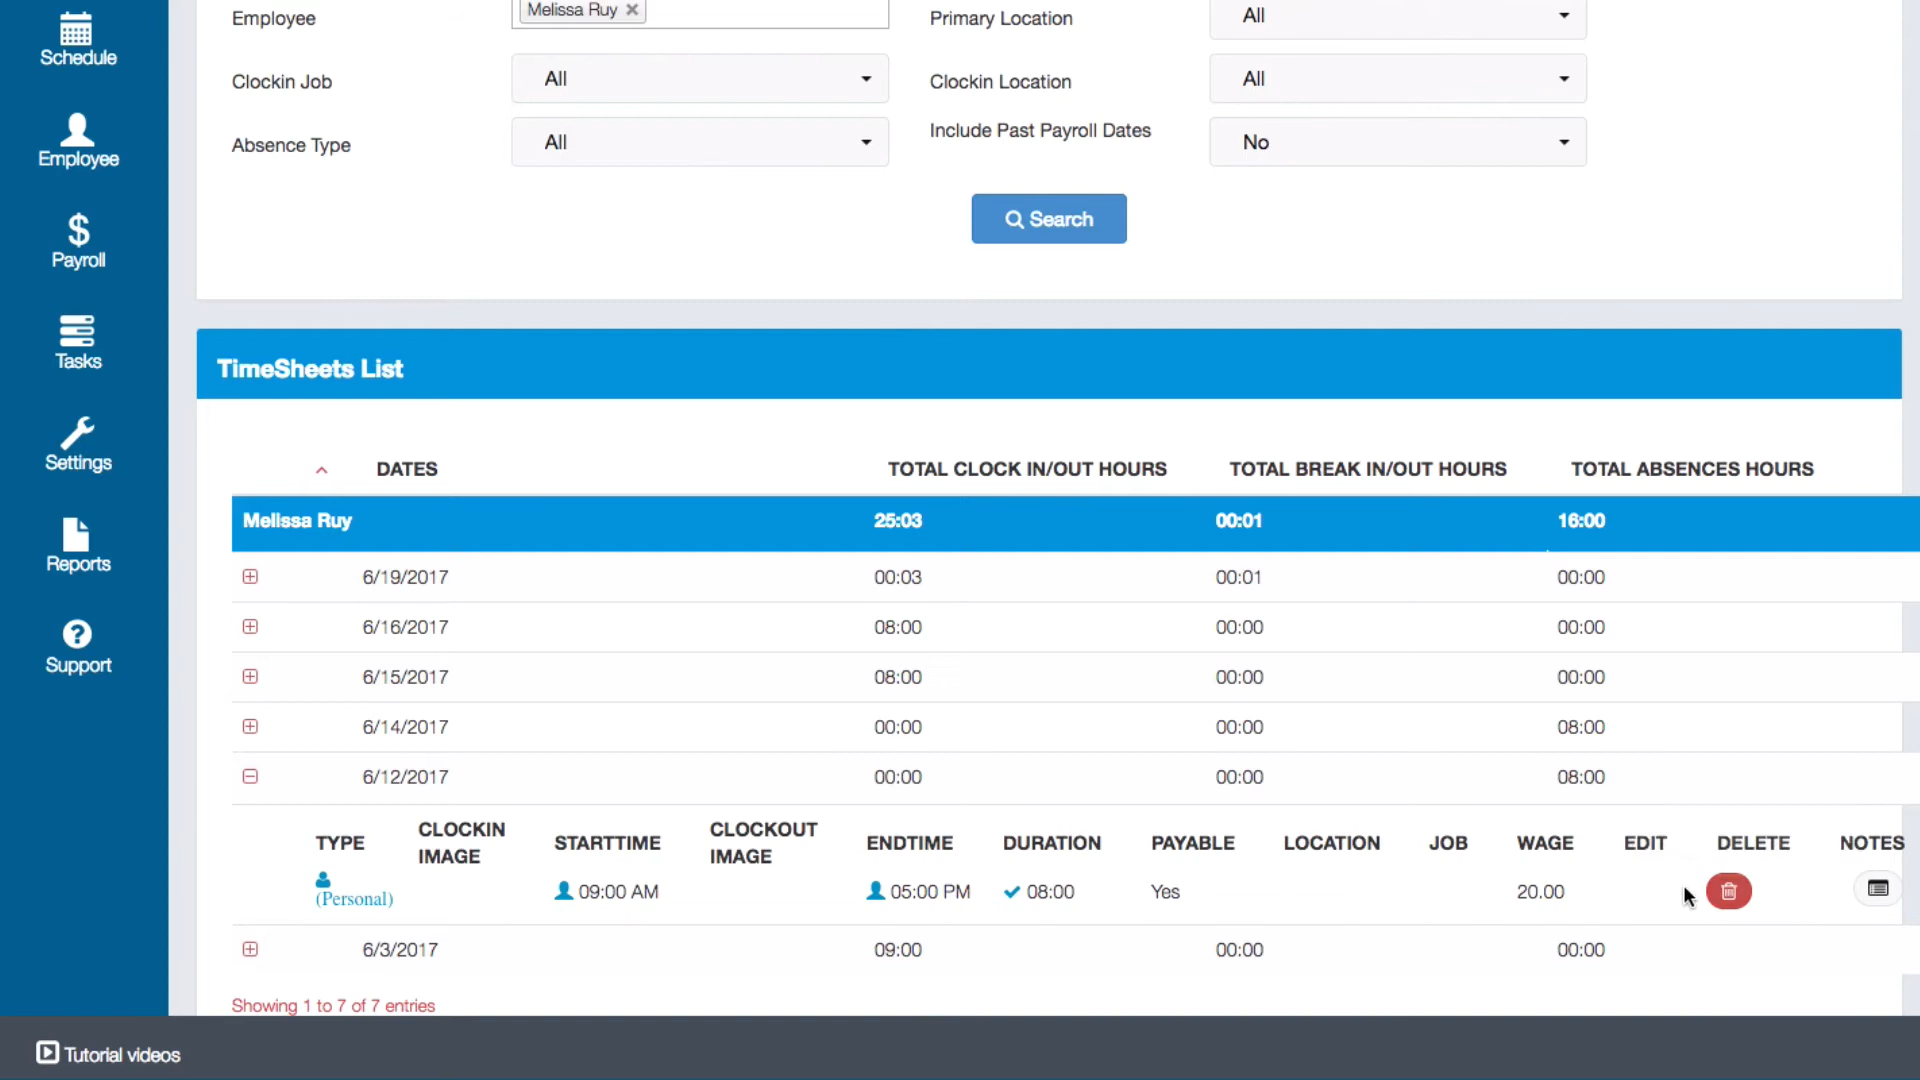 Schedule
Employee
Payroll
Tasks
Settings
Reports
Support
Employee Melissa Ruy Primary Location All
Clockin Job All Clockin Location All
Absence Type All Include Past Payroll Dates No
Search
TimeSheets List
DATES TOTAL CLOCK IN/OUT HOURS TOTAL BREAK IN/OUT HOURS TOTAL ABSENCES HOURS
Melissa Ruy 25:03 00:01 16:00
6/19/2017 00:03 00:01 00:00
6/16/2017 08:00 00:00 00:00
6/15/2017 08:00 00:00 00:00
6/14/2017 00:00 00:00 08:00
6/12/2017 00:00 00:00 08:00
TYPE CLOCKIN IMAGE STARTTIME CLOCKOUT IMAGE ENDTIME DURATION PAYABLE LOCATION JOB WAGE EDIT DELETE NOTES
(Personal) 09:00 AM 05:00 PM 08:00 Yes 20.00
6/3/2017 09:00 00:00 00:00
Showing 1 to 7 of 7 entries
Tutorial videos